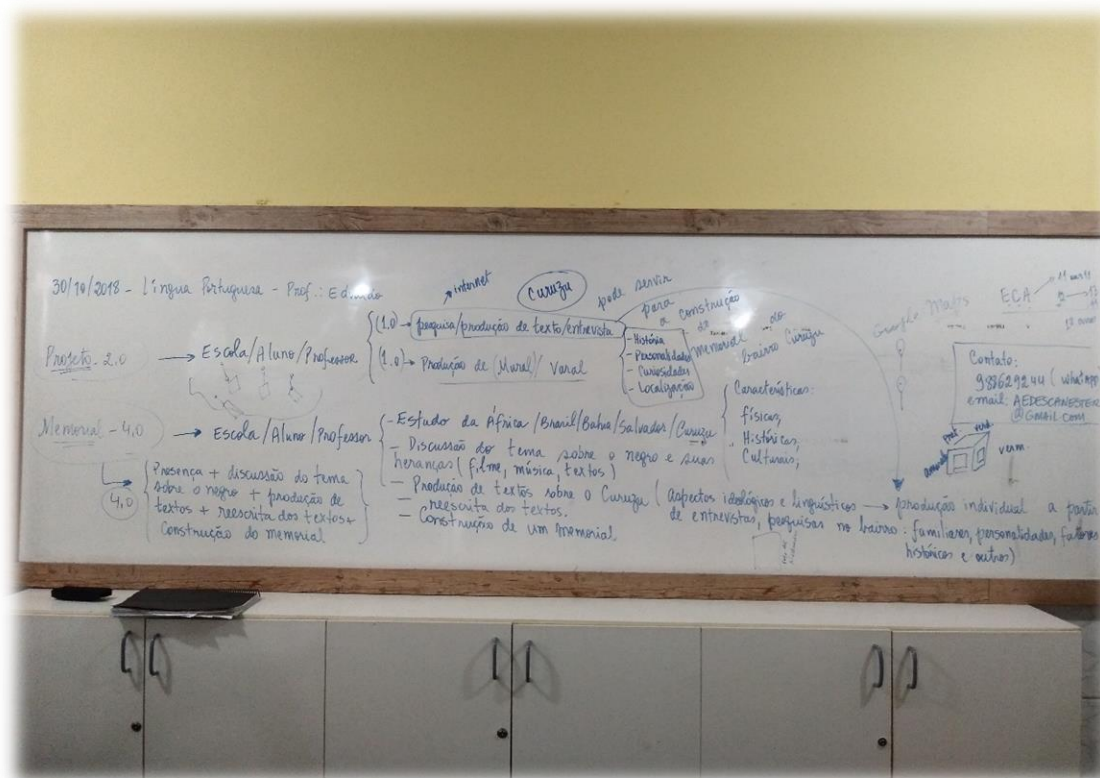 30/10/2018 - Língua Portuguesa - Prof.: Eduardo
internet
Curuzu
pode servir
para
a construção
do
Memorial do
bairro Curuzu
Projeto - 2.0 → Escola/Aluno/Professor
(1.0) → pesquisa/produção de texto/entrevista
(1.0) → Produção de (Mural)/ Varal
- História
- Personalidades
- Curiosidades
- Localização
Memorial - 4.0 → Escola/Aluno/Professor
- Estudo da África/Brasil/Bahia/Salvador/Curuzu
- Discussão do tema sobre o negro e suas
heranças (filme, música, textos)
- Produção de textos sobre o Curuzu (aspectos ideológicos e linguísticos → produção individual a partir
de entrevistas, pesquisas no bairro: familiares, personalidades, fatores
históricos e outros)
- reescrita dos textos.
- Construção de um memorial
Características:
físicas,
Históricas,
Culturais,
4,0
Presença + discussão do tema
sobre o negro + produção de
textos + reescrita dos textos +
Construção do memorial
Google Maps
ECA
Contato:
email: AEDESCANESTER
@GMAIL.COM
pret
verd.
verm